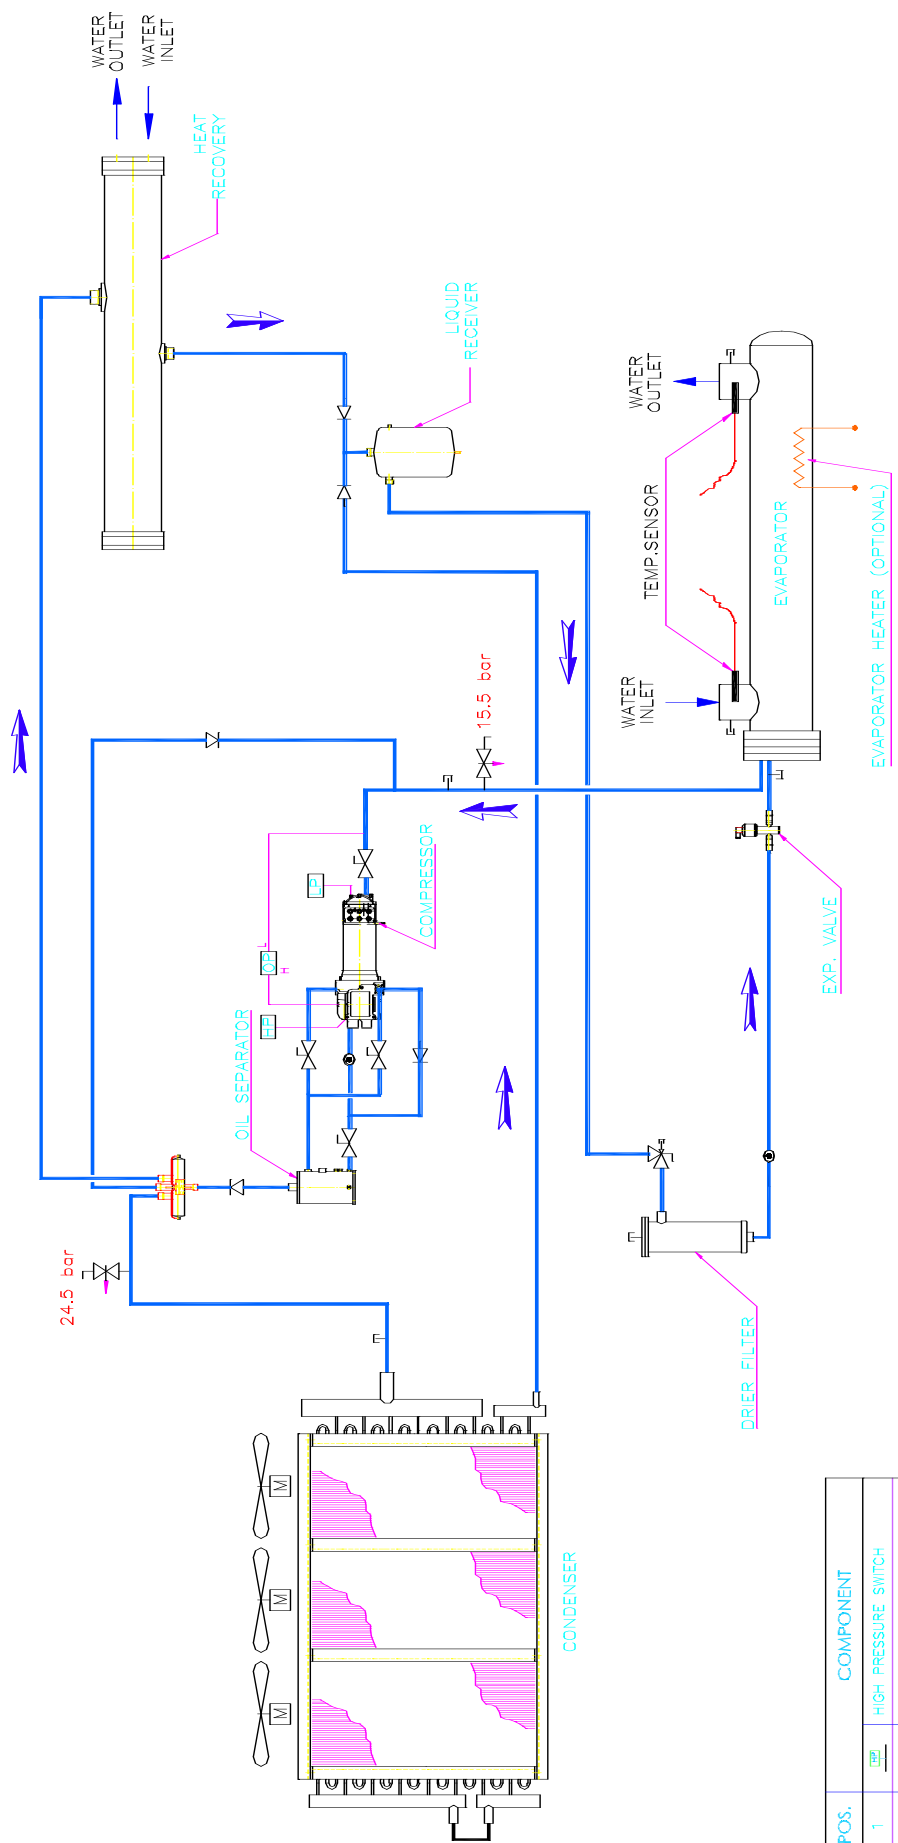 WATER
OUTLET
WATER
INLET
HEAT
RECOVERY
LIQUID
RECEIVER
WATER
OUTLET
TEMP.SENSOR
EVAPORATOR
EVAPORATOR HEATER (OPTIONAL)
WATER
INLET
15.5 bar
LP
COMPRESSOR
L
OP
H
HP
OIL SEPARATOR
EXP. VALVE
24.5 bar
DRIER FILTER
M
M
M
CONDENSER
POS.
COMPONENT
1
HP
HIGH PRESSURE SWITCH